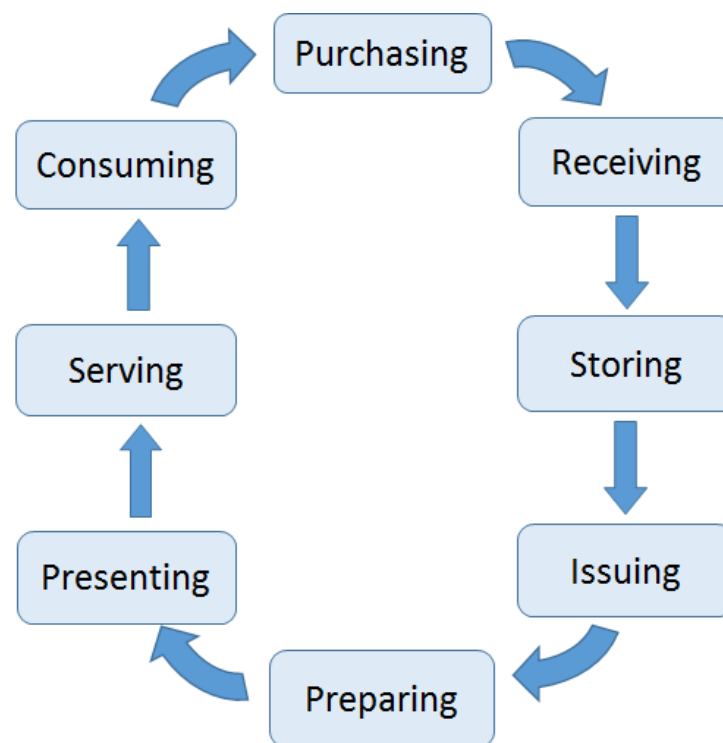 Purchasing
Receiving
Storing
Issuing
Preparing
Presenting
Serving
Consuming